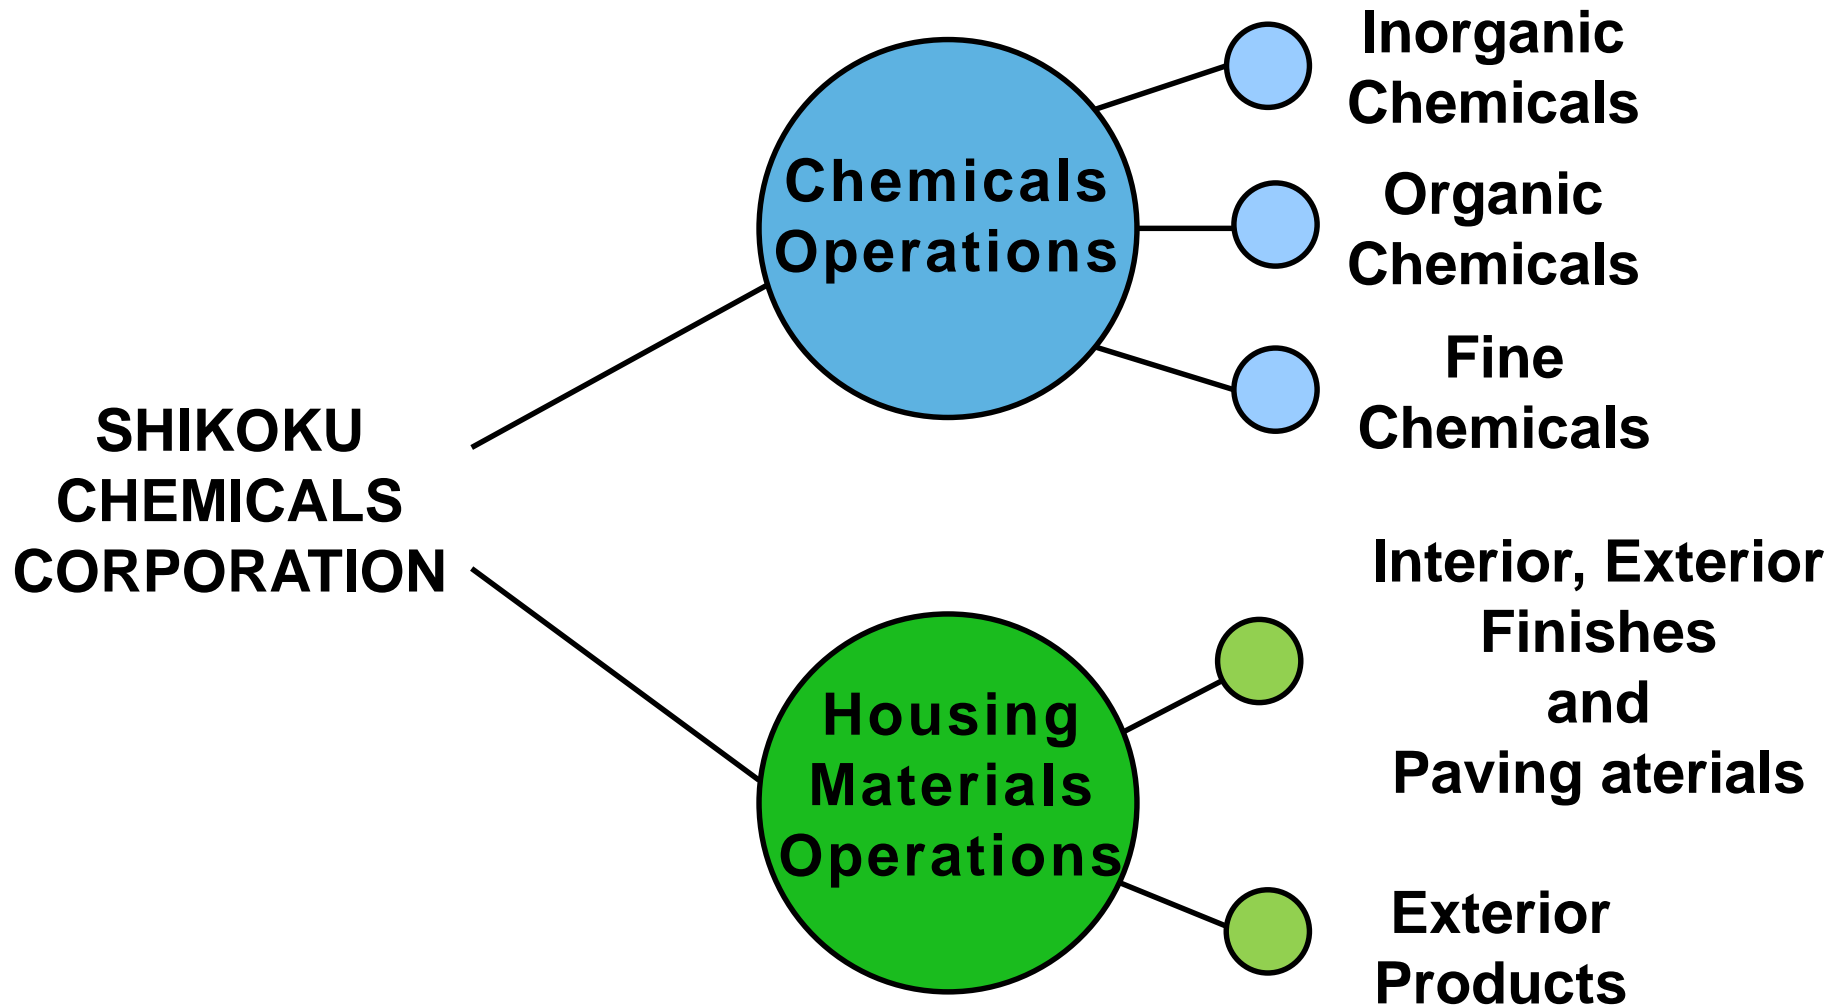 SHIKOKU
CHEMICALS
CORPORATION
Chemicals
Operations
Inorganic
Chemicals
Organic
Chemicals
Fine
Chemicals
Housing
Materials
Operations
Interior, Exterior
Finishes
and
Paving aterials
Exterior
Products